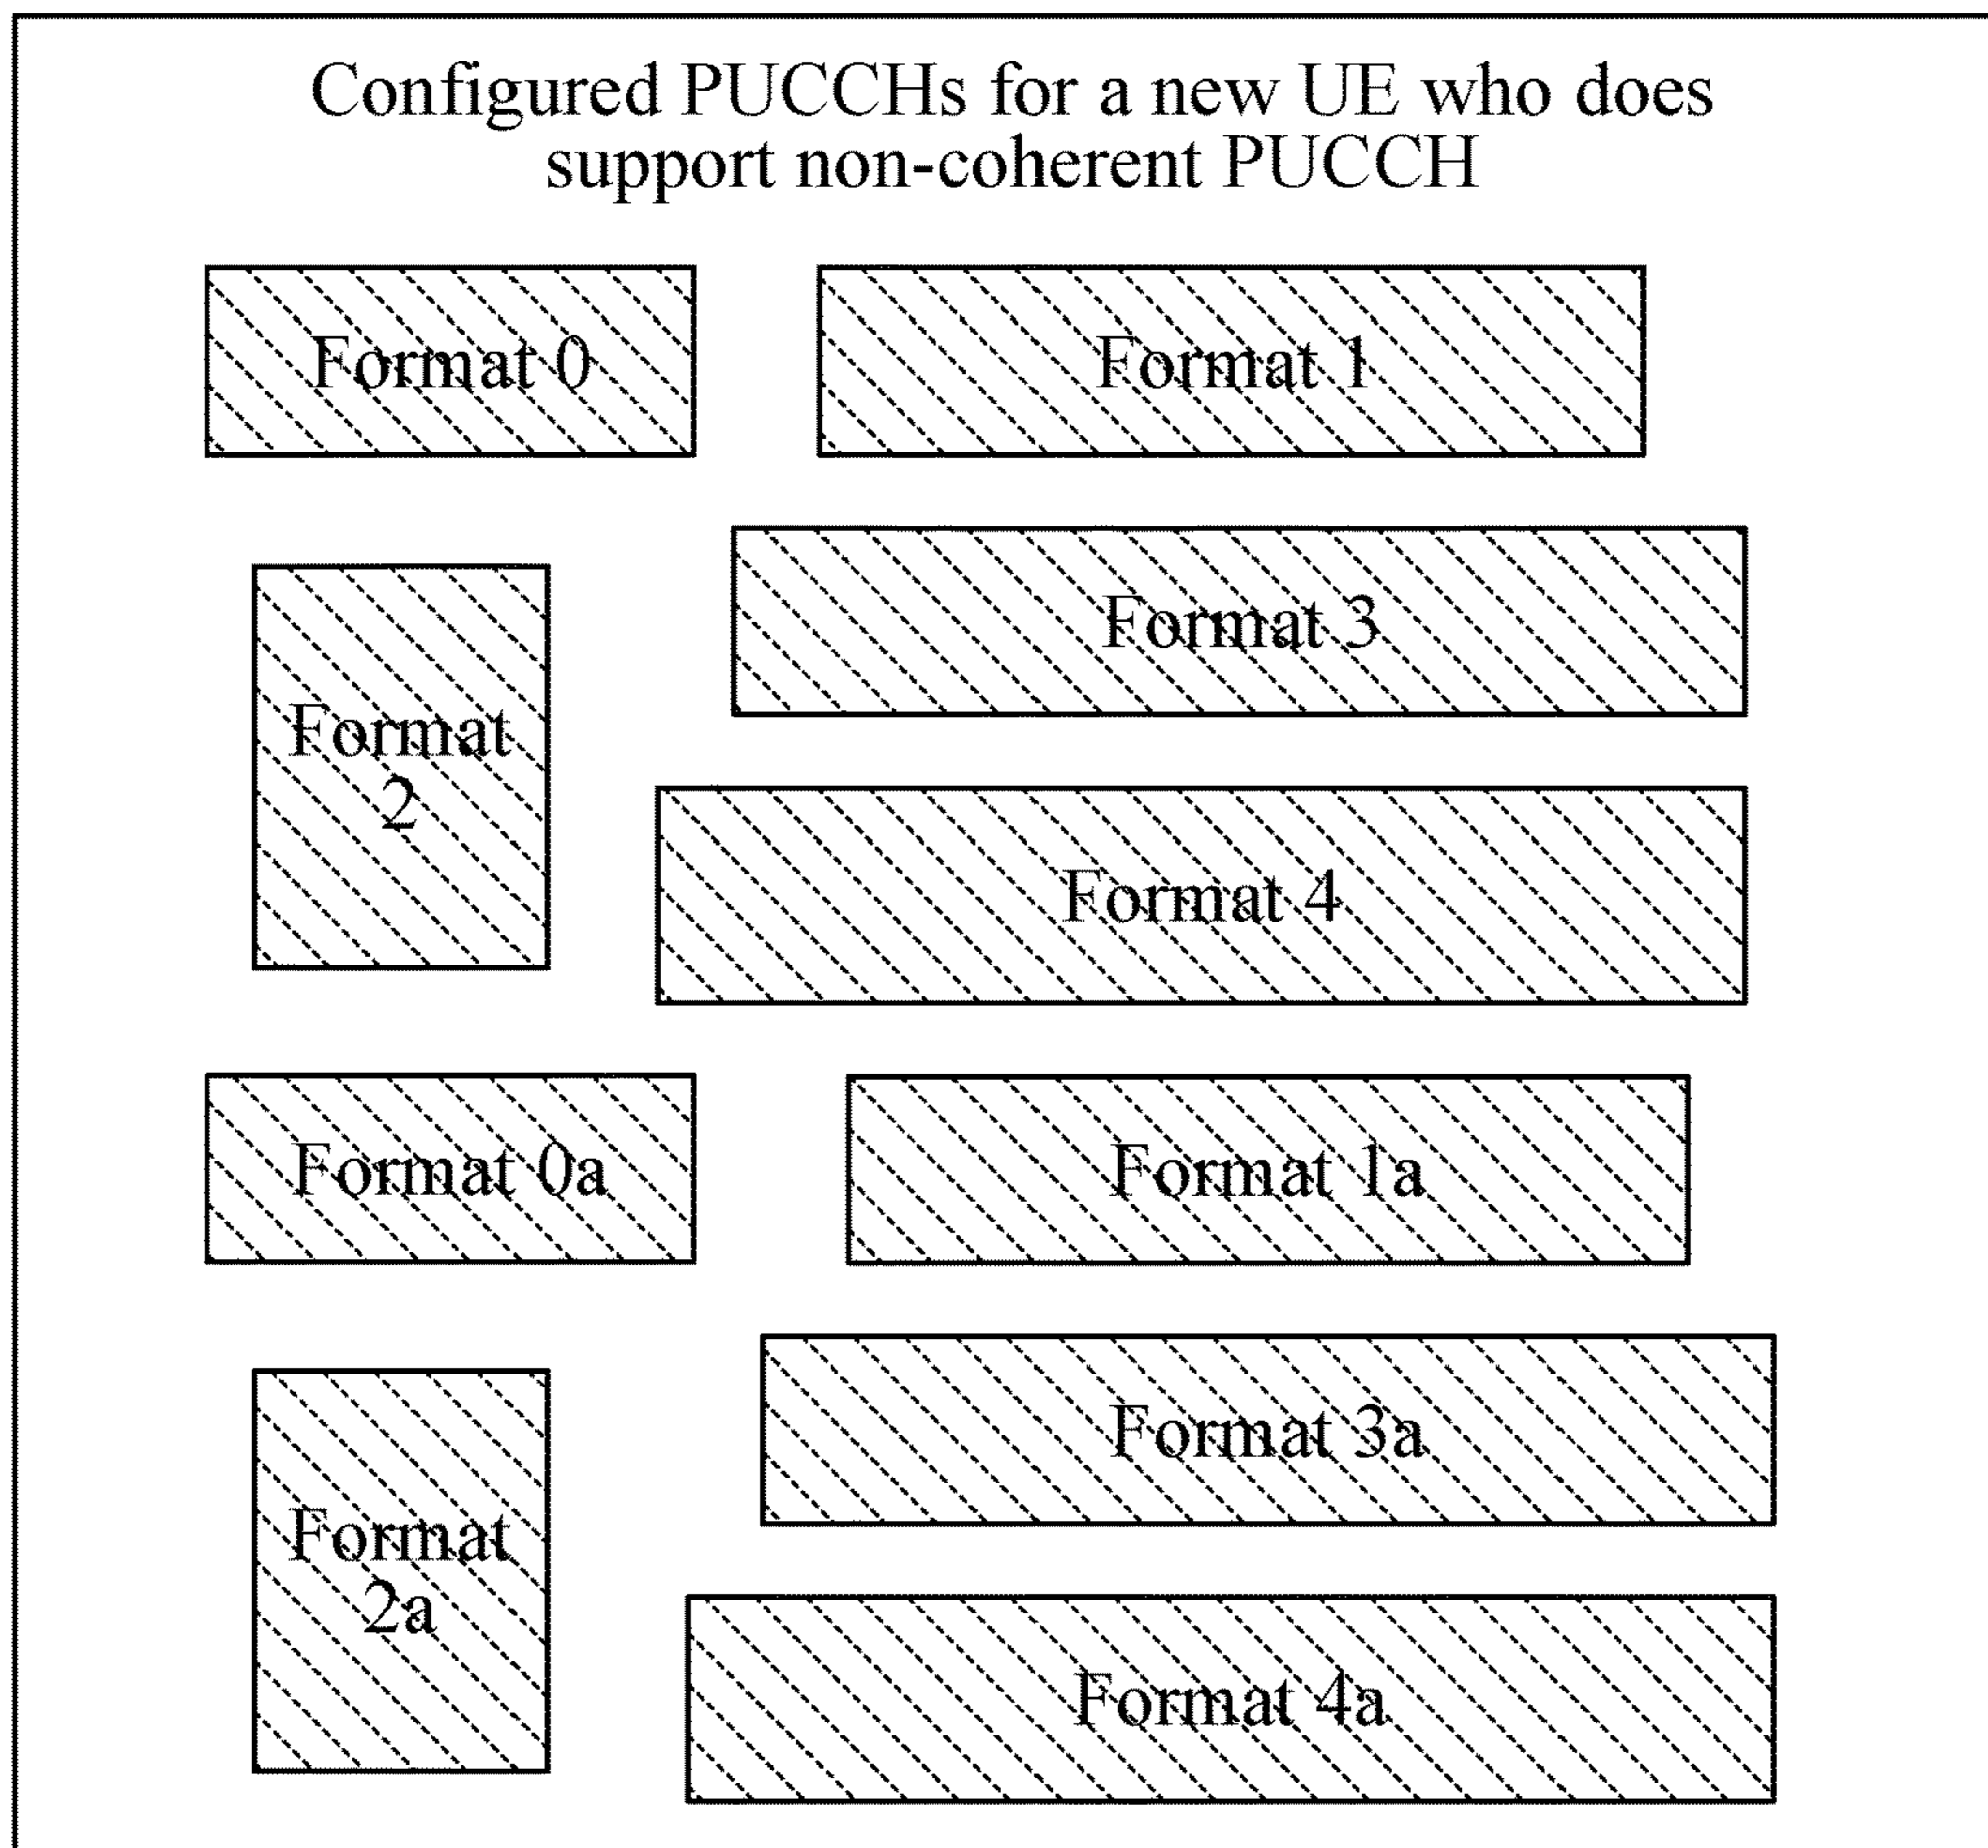 Configured PUCCHs for a new UE who does
support non-coherent PUCCH
Format 0
Format 1
Format 3
Format
2
Format 4
Format 0a
Format 1a
Format 3a
Format
2a
Format 4a